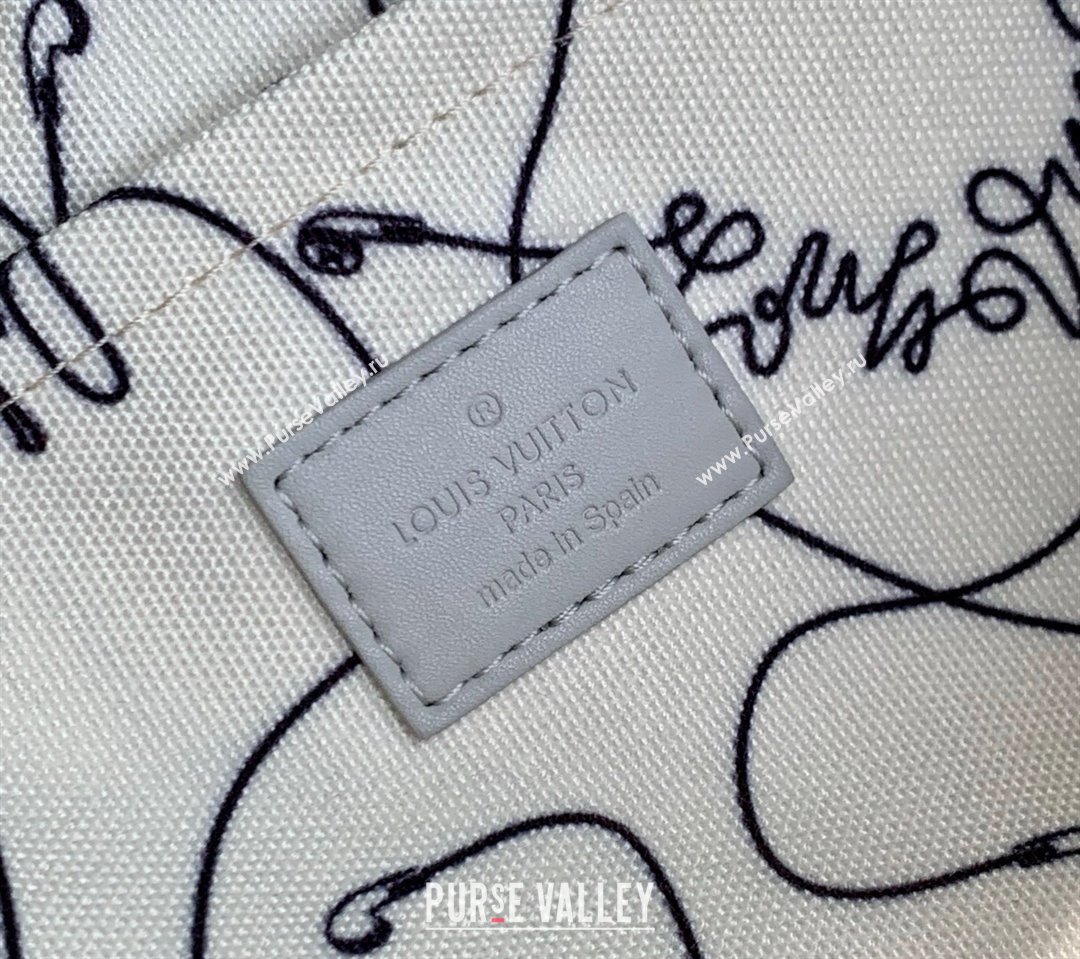 ®
LOUIS VUITTON
PARIS
made in Spain
www.PurseValley.ru
www.PurseValley.ru
PURSE VALLEY